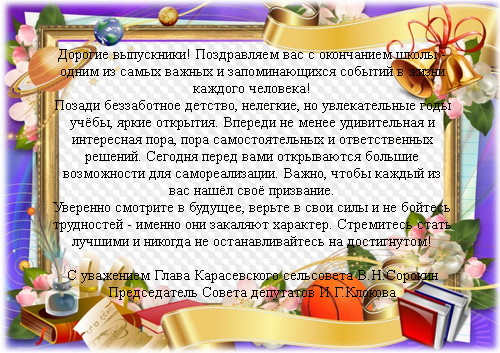 Дорогие выпускники! Поздравляем вас с окончанием школы -
одним из самых важных и запоминающихся событий в жизни
каждого человека!
Позади беззаботное детство, нелегкие, но увлекательные годы
учёбы, яркие открытия. Впереди не менее удивительная и
интересная пора, пора самостоятельных и ответственных
решений. Сегодня перед вами открываются большие
возможности для самореализации. Важно, чтобы каждый из
вас нашёл своё призвание.
Уверенно смотрите в будущее, верьте в свои силы и не бойтесь
трудностей - именно они закаляют характер. Стремитесь стать
лучшими и никогда не останавливайтесь на достигнутом!
С уважением Глава Карасевского сельсовета В.Н.Сорокин
Председатель Совета депутатов И.Г.Клокова